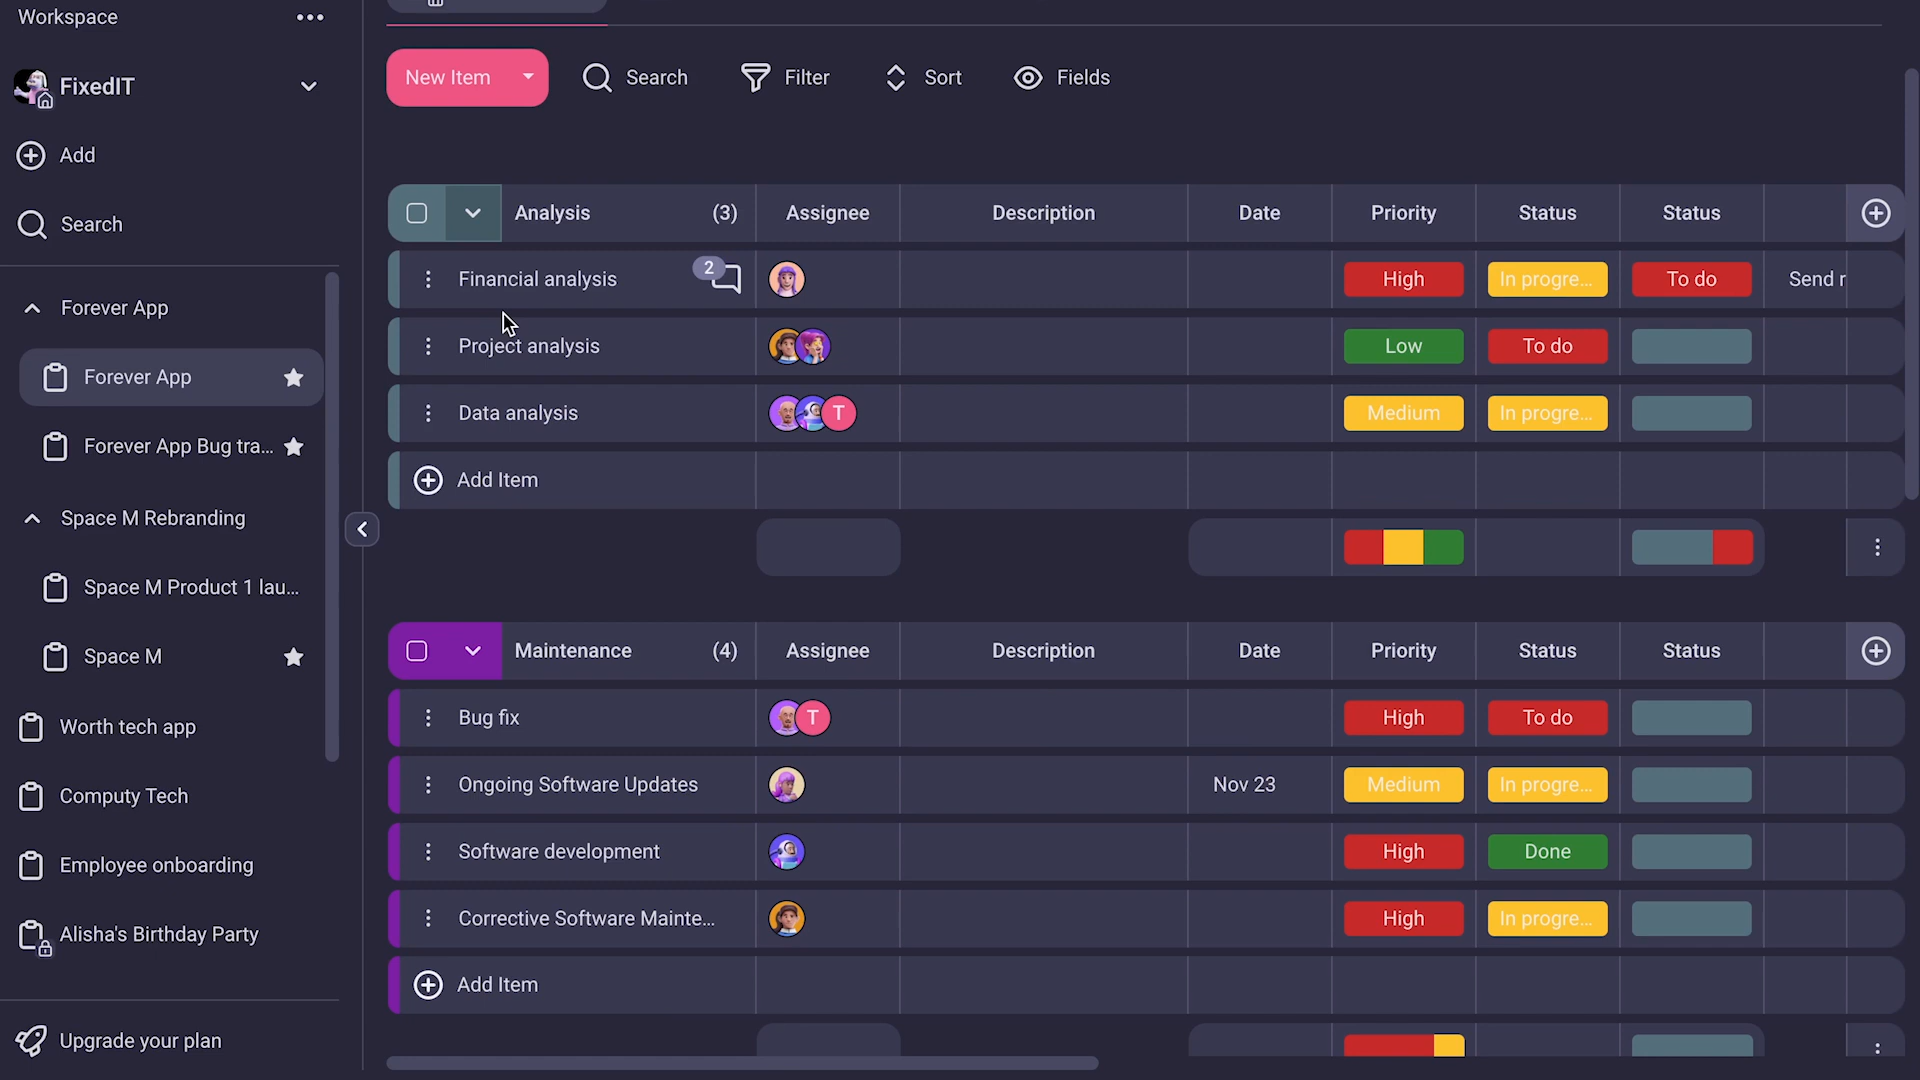 Workspace
FixedIT
Add
Search
Forever App
Forever App
Forever App Bug tra...
Space M Rebranding
Space M Product 1 lau...
Space M
Worth tech app
Computy Tech
Employee onboarding
Alisha's Birthday Party
Upgrade your plan
New Item Search Filter Sort Fields
Analysis (3) Assignee Description Date Priority Status Status
Financial analysis 2 High In progre... To do Send r
Project analysis Low To do
Data analysis T Medium In progre...
Add Item
Maintenance (4) Assignee Description Date Priority Status Status
Bug fix T High To do
Ongoing Software Updates Nov 23 Medium In progre...
Software development High Done
Corrective Software Mainte... High In progre...
Add Item